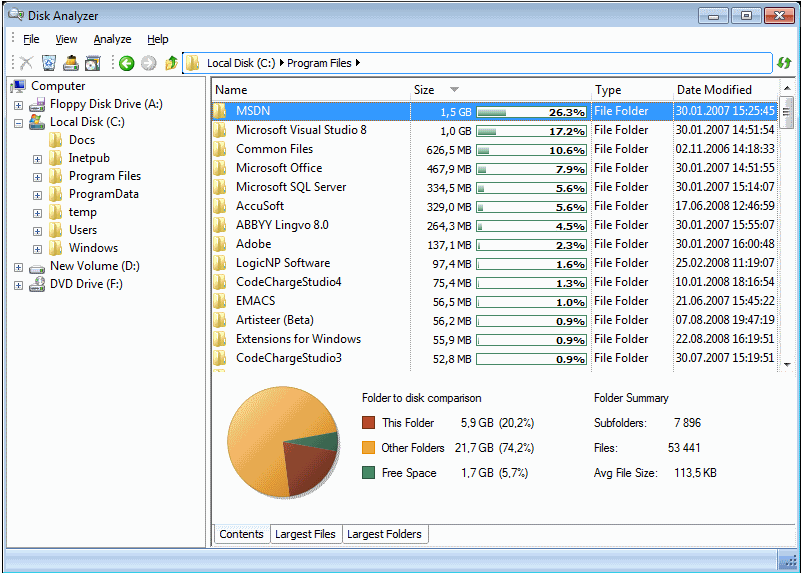 Disk Analyzer
File View Analyze Help
Local Disk (C:) Program Files
Computer
Floppy Disk Drive (A:)
Local Disk (C:)
Docs
Inetpub
Program Files
ProgramData
temp
Users
Windows
New Volume (D:)
DVD Drive (F:)
Name Size Type Date Modified
MSDN 1,5 GB 26.3% File Folder 30.01.2007 15:25:45
Microsoft Visual Studio 8 1,0 GB 17.2% File Folder 30.01.2007 14:51:54
Common Files 626,5 MB 10.6% File Folder 02.11.2006 14:18:33
Microsoft Office 467,9 MB 7.9% File Folder 30.01.2007 14:51:55
Microsoft SQL Server 334,5 MB 5.6% File Folder 30.01.2007 15:14:07
AccuSoft 329,0 MB 5.6% File Folder 17.06.2008 12:46:59
ABBYY Lingvo 8.0 264,3 MB 4.5% File Folder 30.01.2007 15:55:07
Adobe 137,1 MB 2.3% File Folder 30.01.2007 16:00:48
LogicNP Software 97,4 MB 1.6% File Folder 25.02.2008 11:19:07
CodeChargeStudio4 75,4 MB 1.3% File Folder 10.01.2008 18:16:54
EMACS 56,5 MB 1.0% File Folder 21.06.2007 15:45:22
Artisteer (Beta) 56,2 MB 0.9% File Folder 07.08.2008 19:47:19
Extensions for Windows 55,9 MB 0.9% File Folder 22.08.2008 16:19:51
CodeChargeStudio3 52,8 MB 0.9% File Folder 30.07.2007 15:19:51
Folder to disk comparison
This Folder 5,9 GB (20,2%)
Other Folders 21,7 GB (74,2%)
Free Space 1,7 GB (5,7%)
Folder Summary
Subfolders: 7 896
Files: 53 441
Avg File Size: 113,5 KB
Contents Largest Files Largest Folders